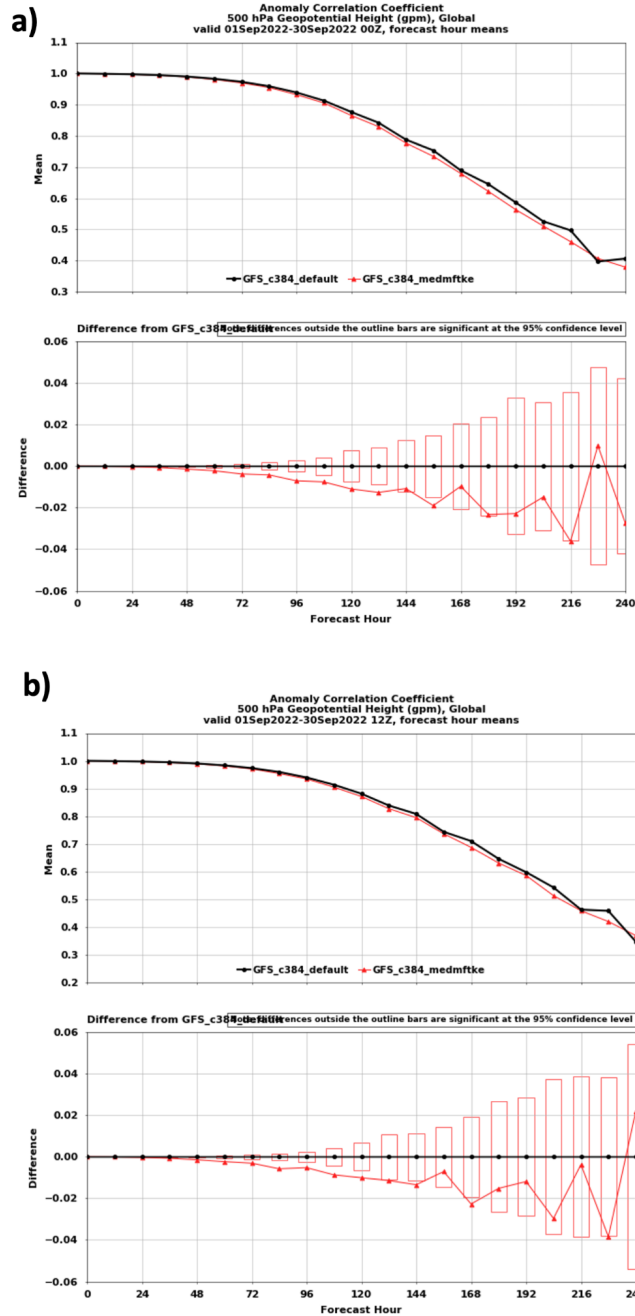 a)
Anomaly Correlation Coefficient
500 hPa Geopotential Height (gpm), Global
valid 01Sep2022-30Sep2022 00Z, forecast hour means
1.1
1.0
0.9
0.8
0.7
0.6
0.5
0.4
0.3
Mean
GFS_c384_default GFS_c384_medmftke
Difference from GFS_c384_default differences outside the outline bars are significant at the 95% confidence level
0.06
0.04
0.02
0.00
−0.02
−0.04
−0.06
Difference
0 24 48 72 96 120 144 168 192 216 240
Forecast Hour
b)
Anomaly Correlation Coefficient
500 hPa Geopotential Height (gpm), Global
valid 01Sep2022-30Sep2022 12Z, forecast hour means
1.1
1.0
0.9
0.8
0.7
0.6
0.5
0.4
0.3
0.2
Mean
GFS_c384_default GFS_c384_medmftke
Difference from GFS_c384_default differences outside the outline bars are significant at the 95% confidence level
0.06
0.04
0.02
0.00
−0.02
−0.04
−0.06
Difference
0 24 48 72 96 120 144 168 192 216 24
Forecast Hour